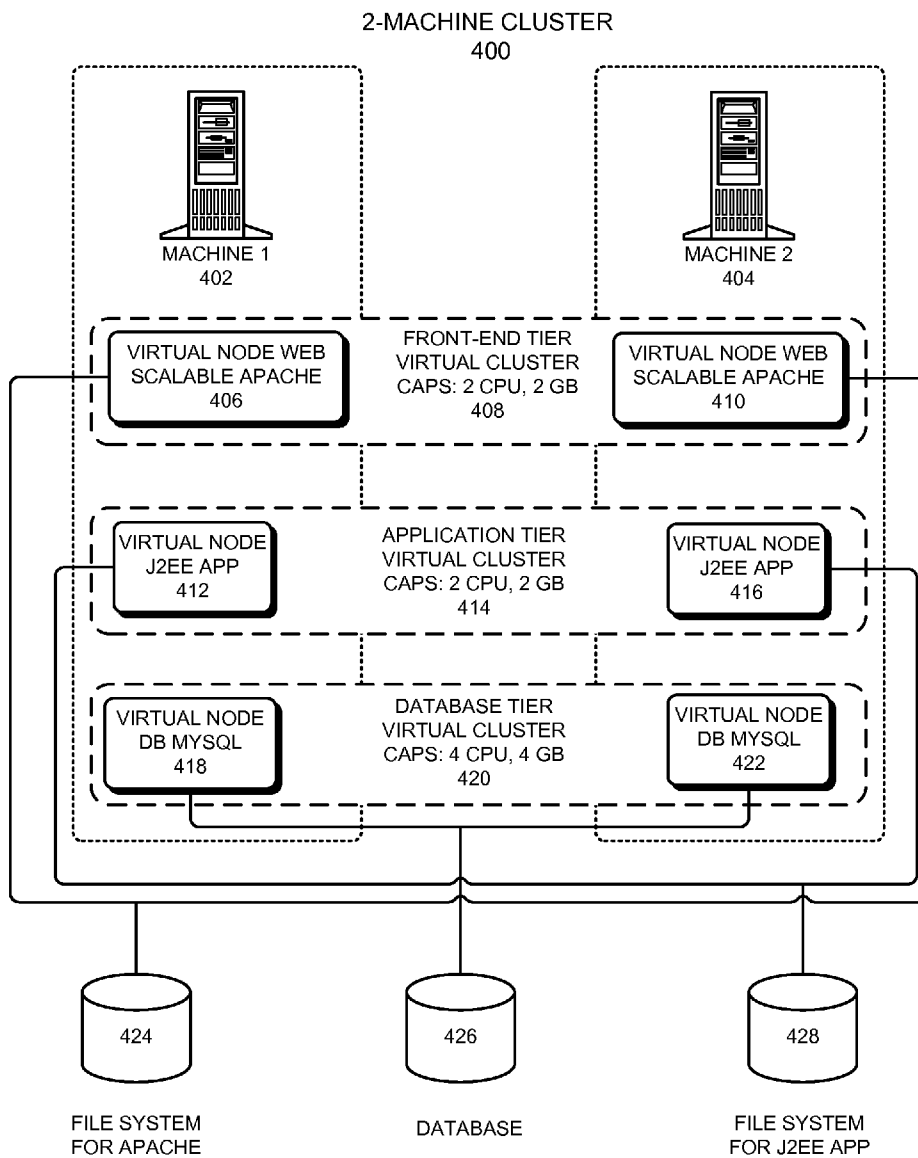 2-MACHINE CLUSTER
400
MACHINE 1
402
MACHINE 2
404
VIRTUAL NODE WEB
SCALABLE APACHE
406
FRONT-END TIER
VIRTUAL CLUSTER
CAPS: 2 CPU, 2 GB
408
VIRTUAL NODE WEB
SCALABLE APACHE
410
VIRTUAL NODE
J2EE APP
412
APPLICATION TIER
VIRTUAL CLUSTER
CAPS: 2 CPU, 2 GB
414
VIRTUAL NODE
J2EE APP
416
VIRTUAL NODE
DB MYSQL
418
DATABASE TIER
VIRTUAL CLUSTER
CAPS: 4 CPU, 4 GB
420
VIRTUAL NODE
DB MYSQL
422
424
426
428
FILE SYSTEM
FOR APACHE
DATABASE
FILE SYSTEM
FOR J2EE APP